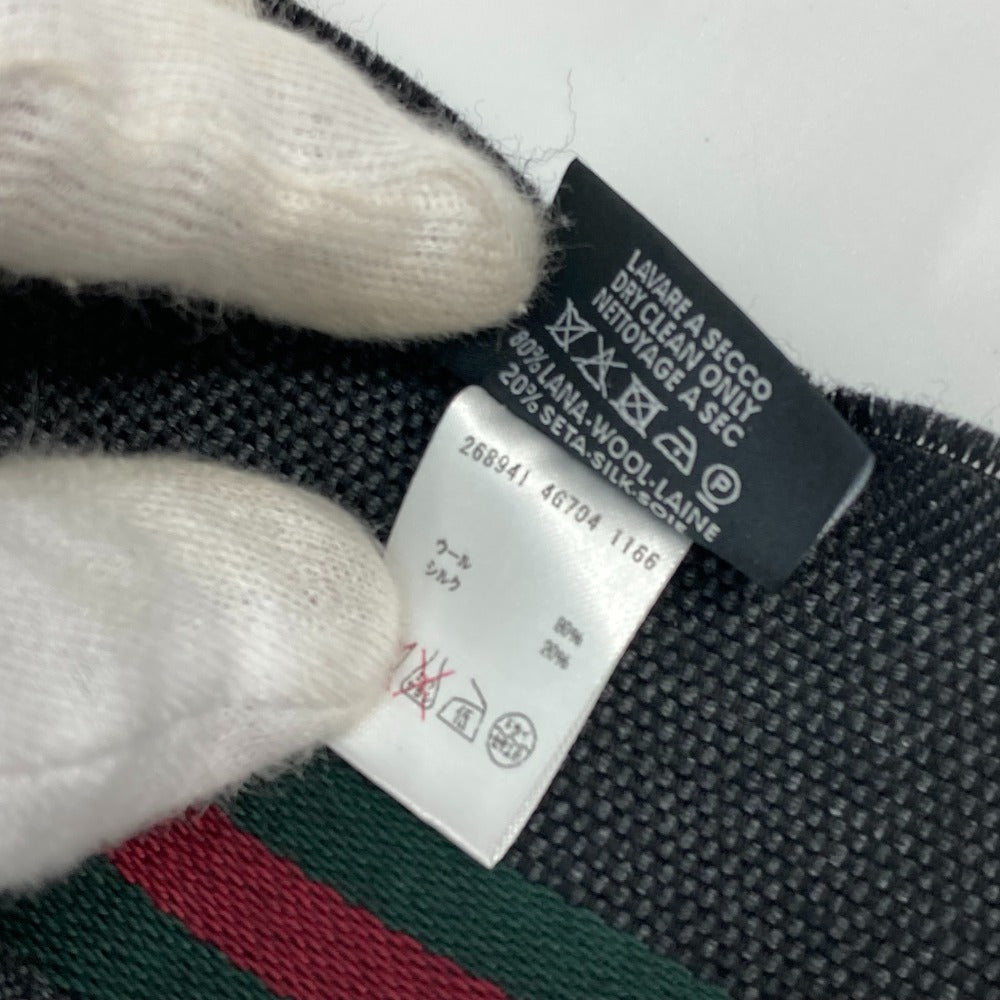 LAVARE A SECCO
DRY CLEAN ONLY
NETTOYAGE A SEC
P
80% LANA·WOOL·LAINE
20% SETA·SILK·SOIE
268941 4G704 1166
ウール 80%
シルク 20%